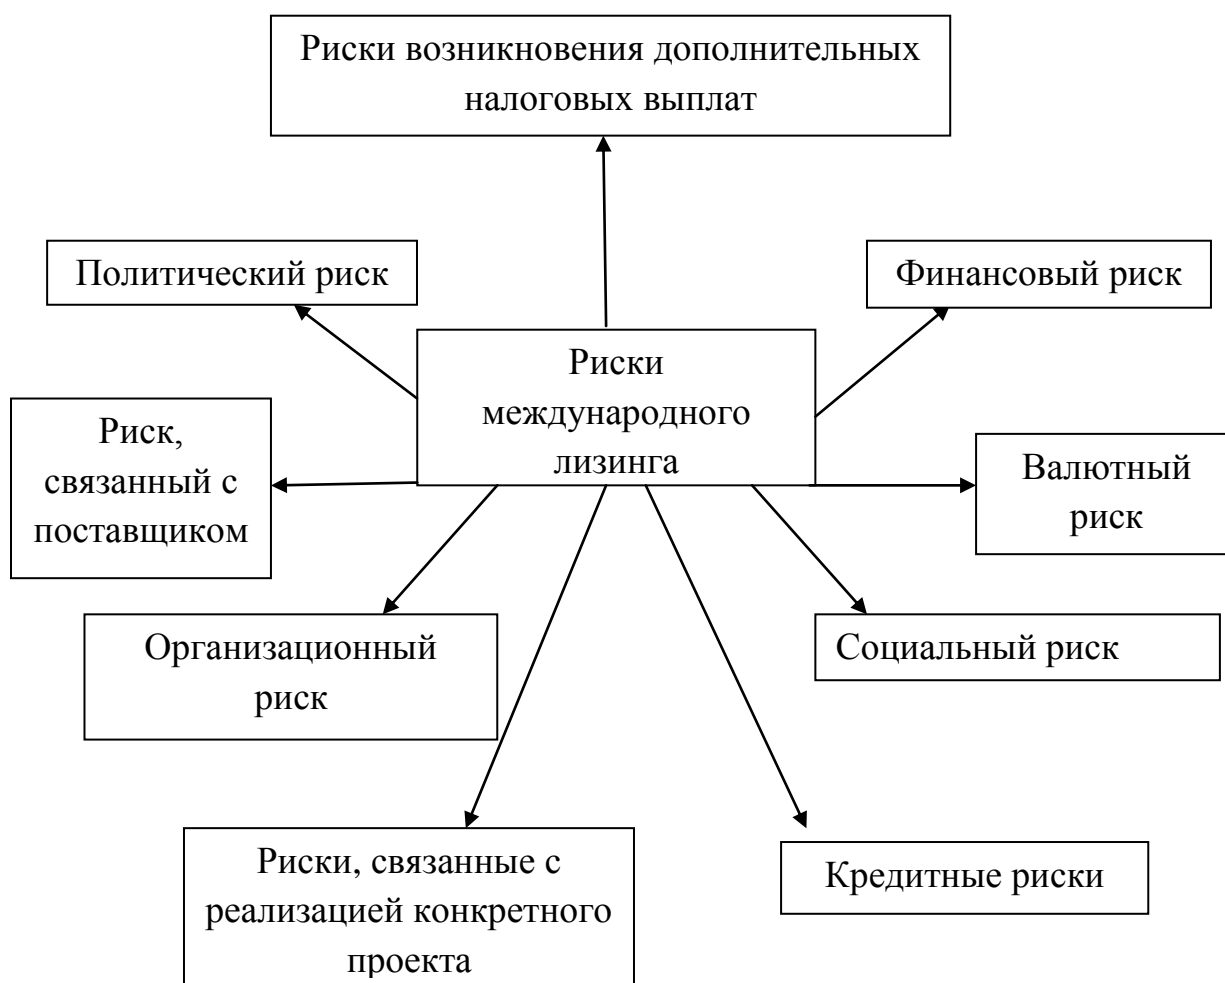 Риски возникновения дополнительных
налоговых выплат
Политический риск
Финансовый риск
Риски
международного
лизинга
Риск,
связанный с
поставщиком
Валютный
риск
Организационный
риск
Социальный риск
Риски, связанные с
реализацией конкретного
проекта
Кредитные риски